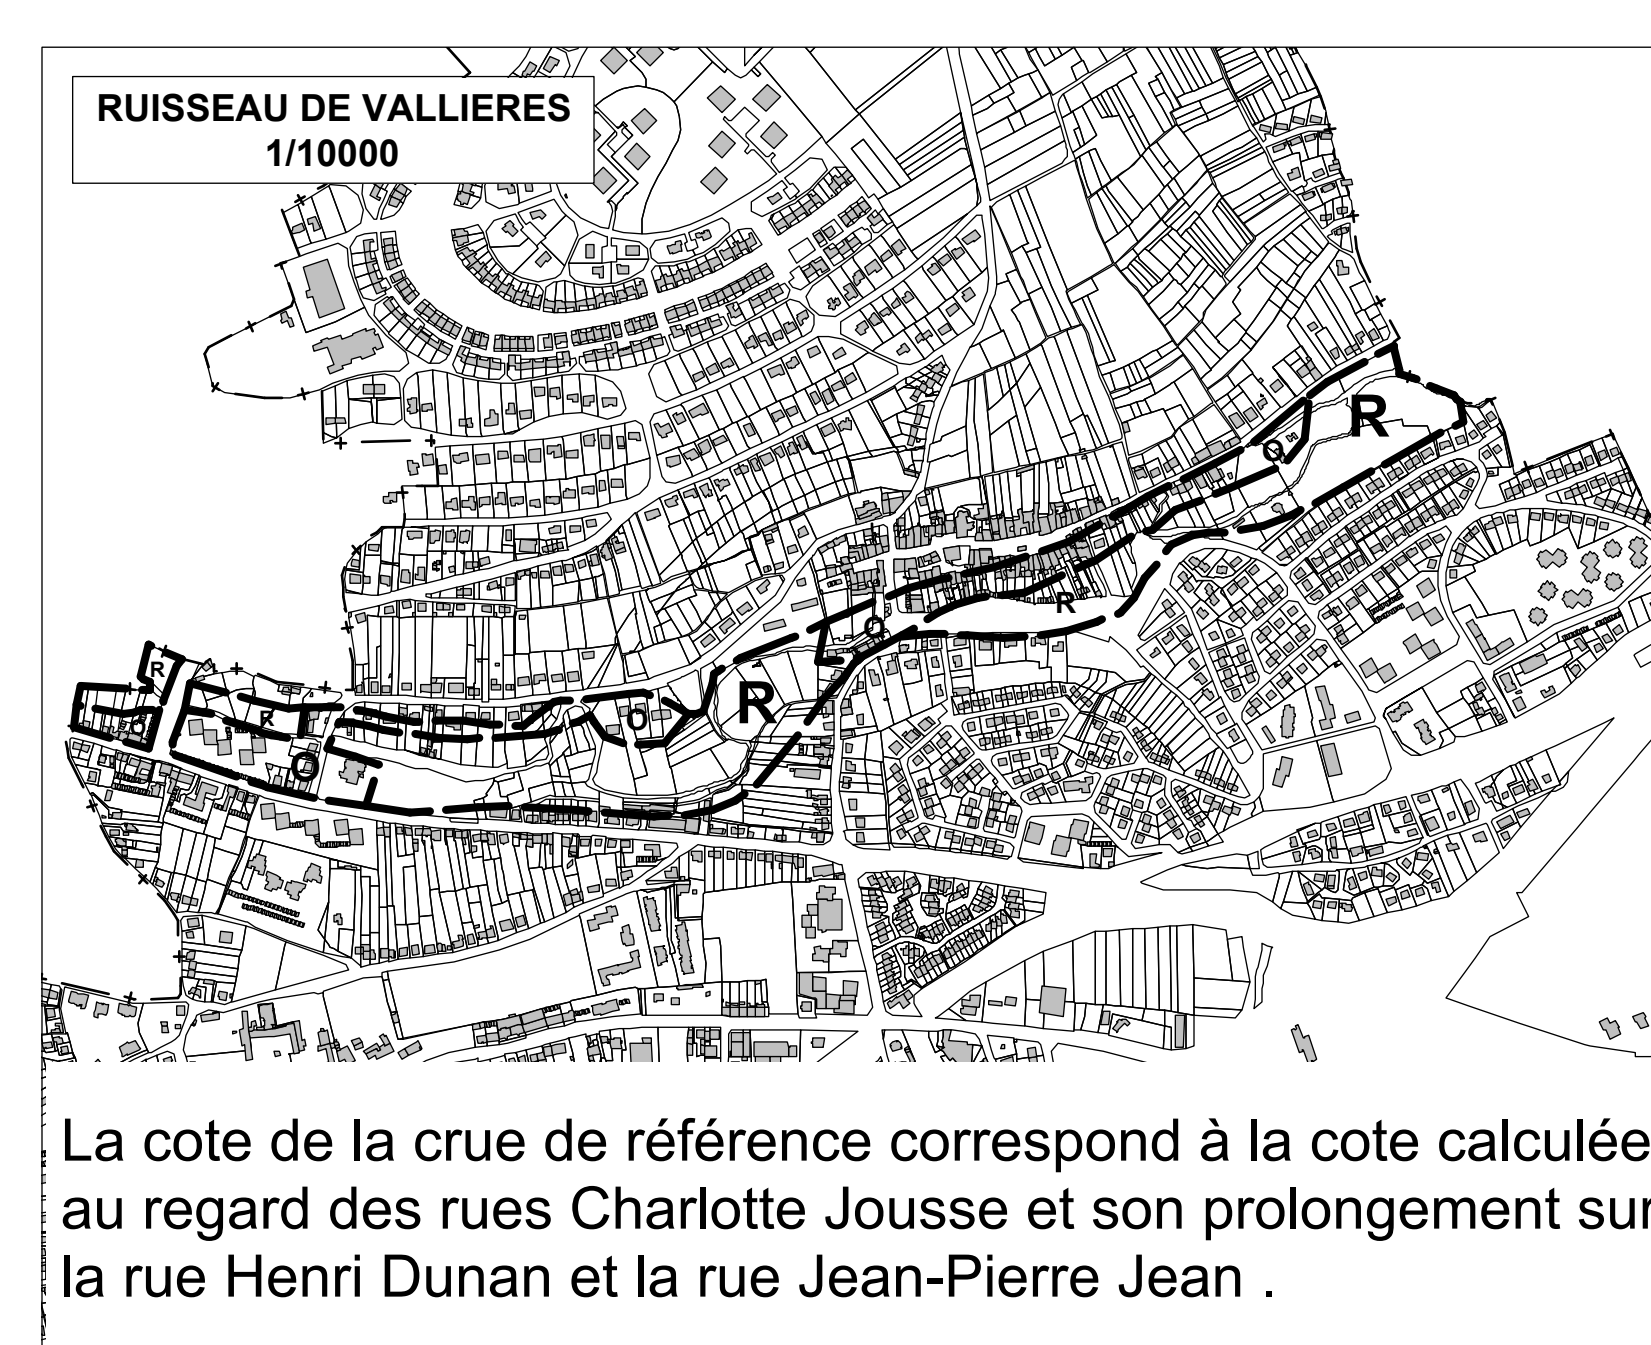 RUISSEAU DE VALLIERES
1/10000
R
O
R
O
R
O
R
R
O
R
O
La cote de la crue de référence correspond à la cote calculée
au regard des rues Charlotte Jousse et son prolongement sur
la rue Henri Dunan et la rue Jean-Pierre Jean .